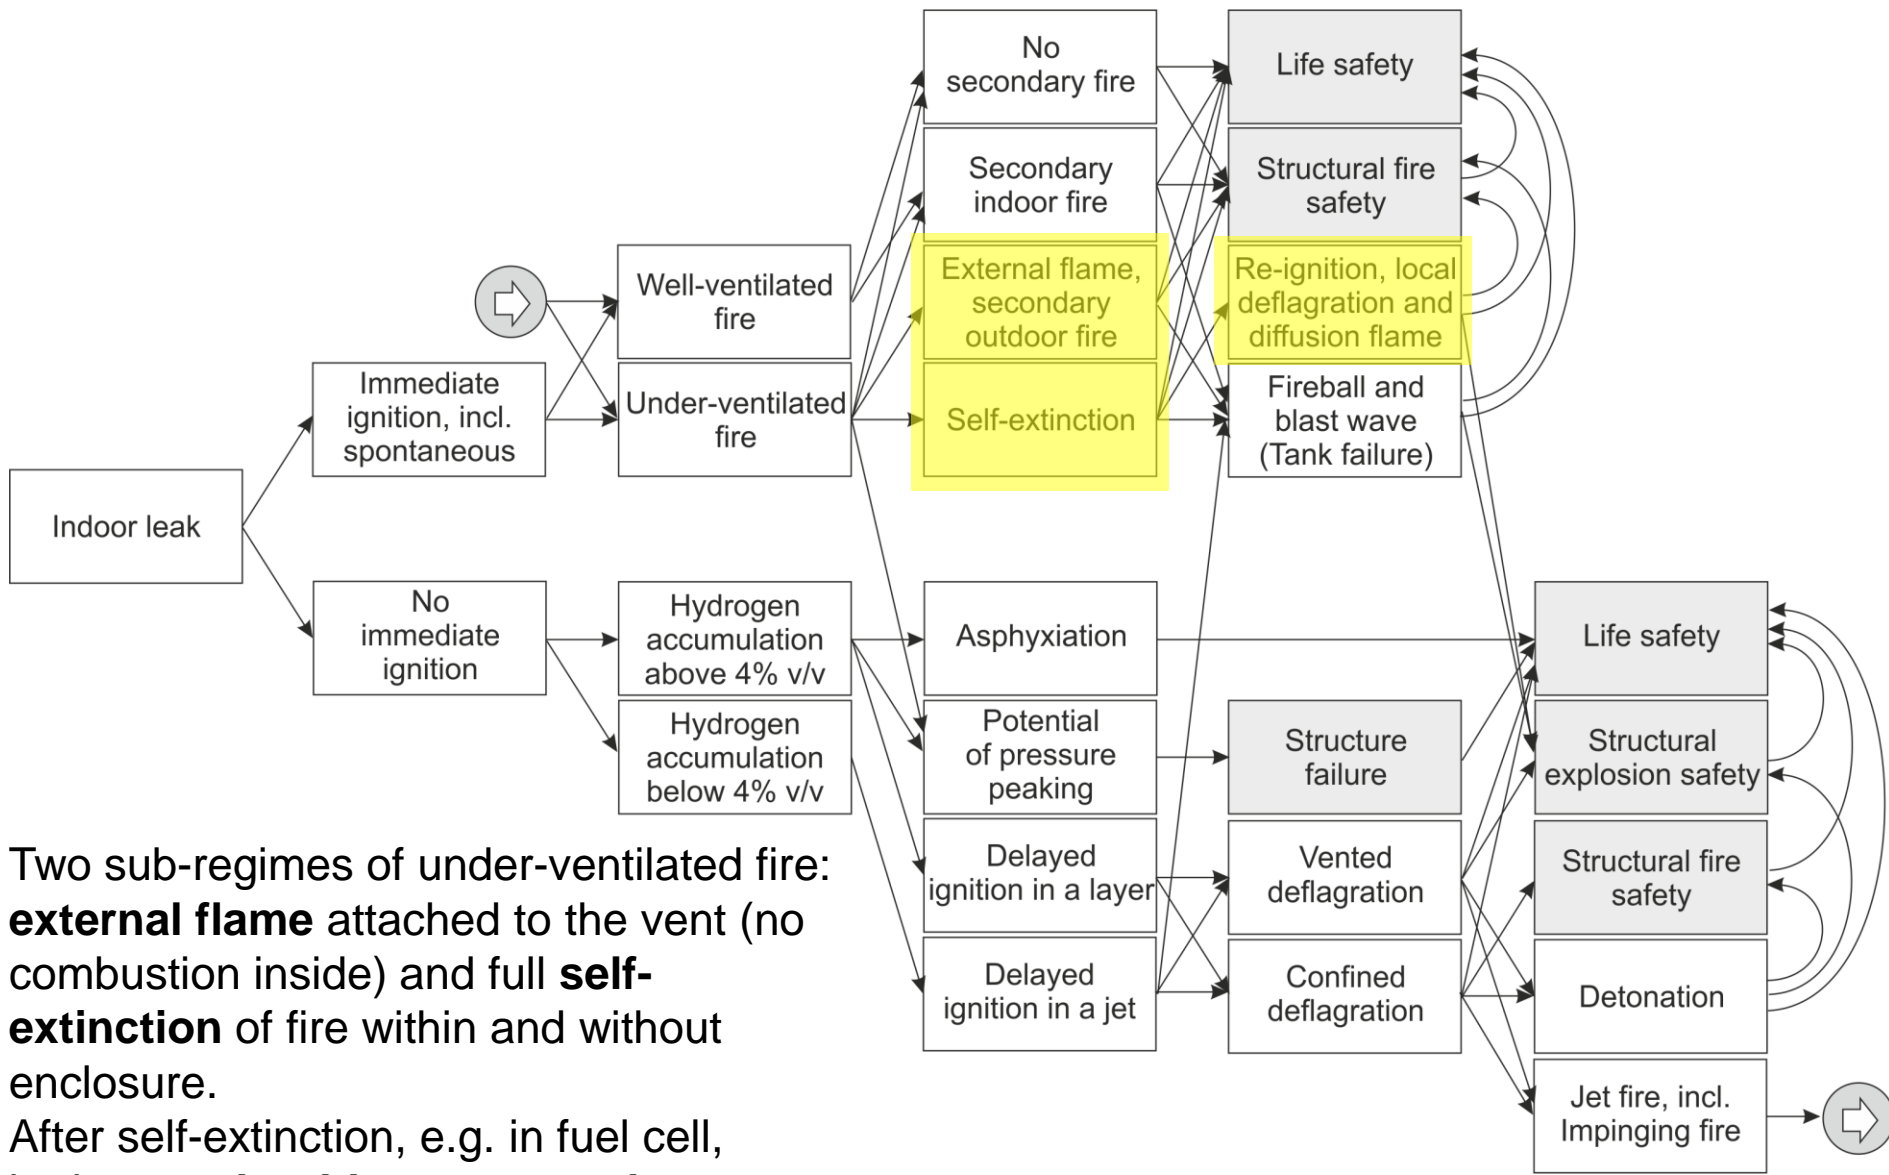 No
secondary fire
Life safety
Secondary
indoor fire
Structural fire
safety
Well-ventilated
fire
External flame,
secondary
outdoor fire
Re-ignition, local
deflagration and
diffusion flame
Immediate
ignition, incl.
spontaneous
Under-ventilated
fire
Self-extinction
Fireball and
blast wave
(Tank failure)
Indoor leak
No
immediate
ignition
Hydrogen
accumulation
above 4% v/v
Asphyxiation
Life safety
Hydrogen
accumulation
below 4% v/v
Potential
of pressure
peaking
Structure
failure
Structural
explosion safety
Delayed
ignition in a layer
Vented
deflagration
Structural fire
safety
Delayed
ignition in a jet
Confined
deflagration
Detonation
Jet fire, incl.
Impinging fire
Two sub-regimes of under-ventilated fire:
external flame attached to the vent (no
combustion inside) and full self-
extinction of fire within and without
enclosure.
After self-extinction, e.g. in fuel cell,